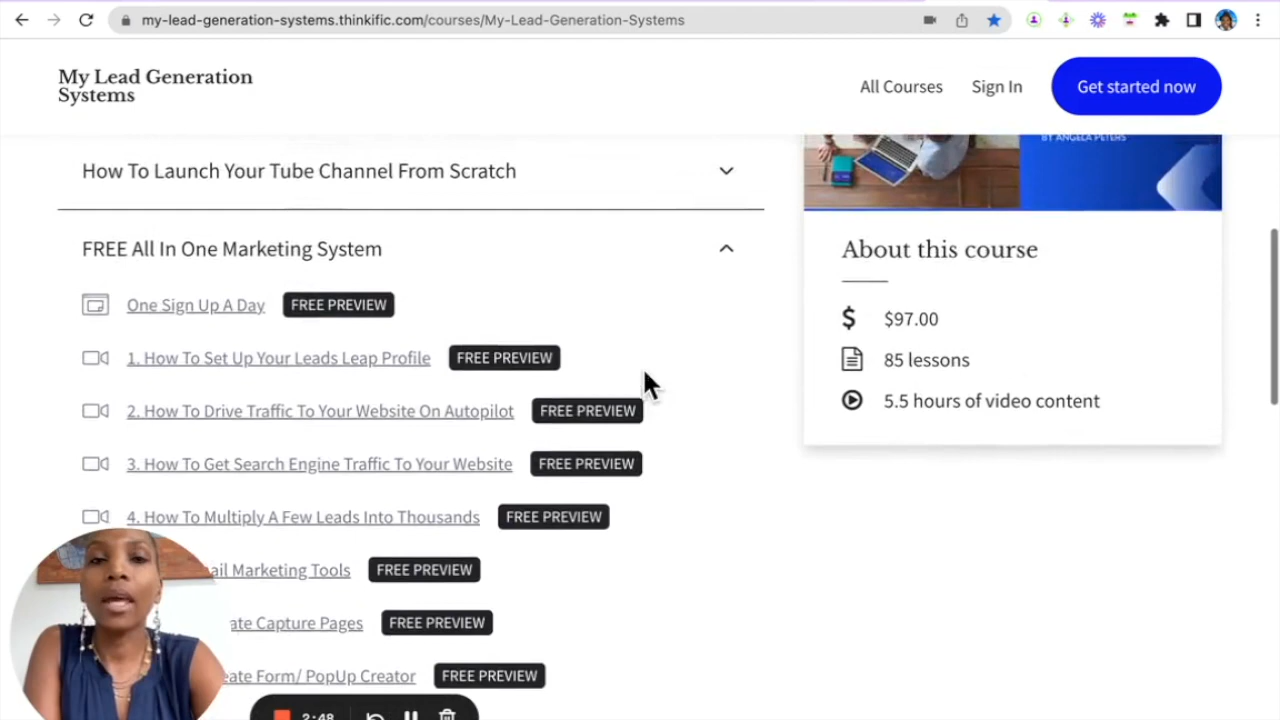 my-lead-generation-systems.thinkific.com/courses/My-Lead-Generation-Systems
My Lead Generation
Systems
All Courses
Sign In
Get started now
How To Launch Your Tube Channel From Scratch
BY ANGELA PETERS
FREE All In One Marketing System
About this course
One Sign Up A Day FREE PREVIEW
$97.00
1. How To Set Up Your Leads Leap Profile FREE PREVIEW
85 lessons
2. How To Drive Traffic To Your Website On Autopilot FREE PREVIEW
5.5 hours of video content
3. How To Get Search Engine Traffic To Your Website FREE PREVIEW
4. How To Multiply A Few Leads Into Thousands FREE PREVIEW
ail Marketing Tools FREE PREVIEW
ate Capture Pages FREE PREVIEW
eate Form/ PopUp Creator FREE PREVIEW
2:48